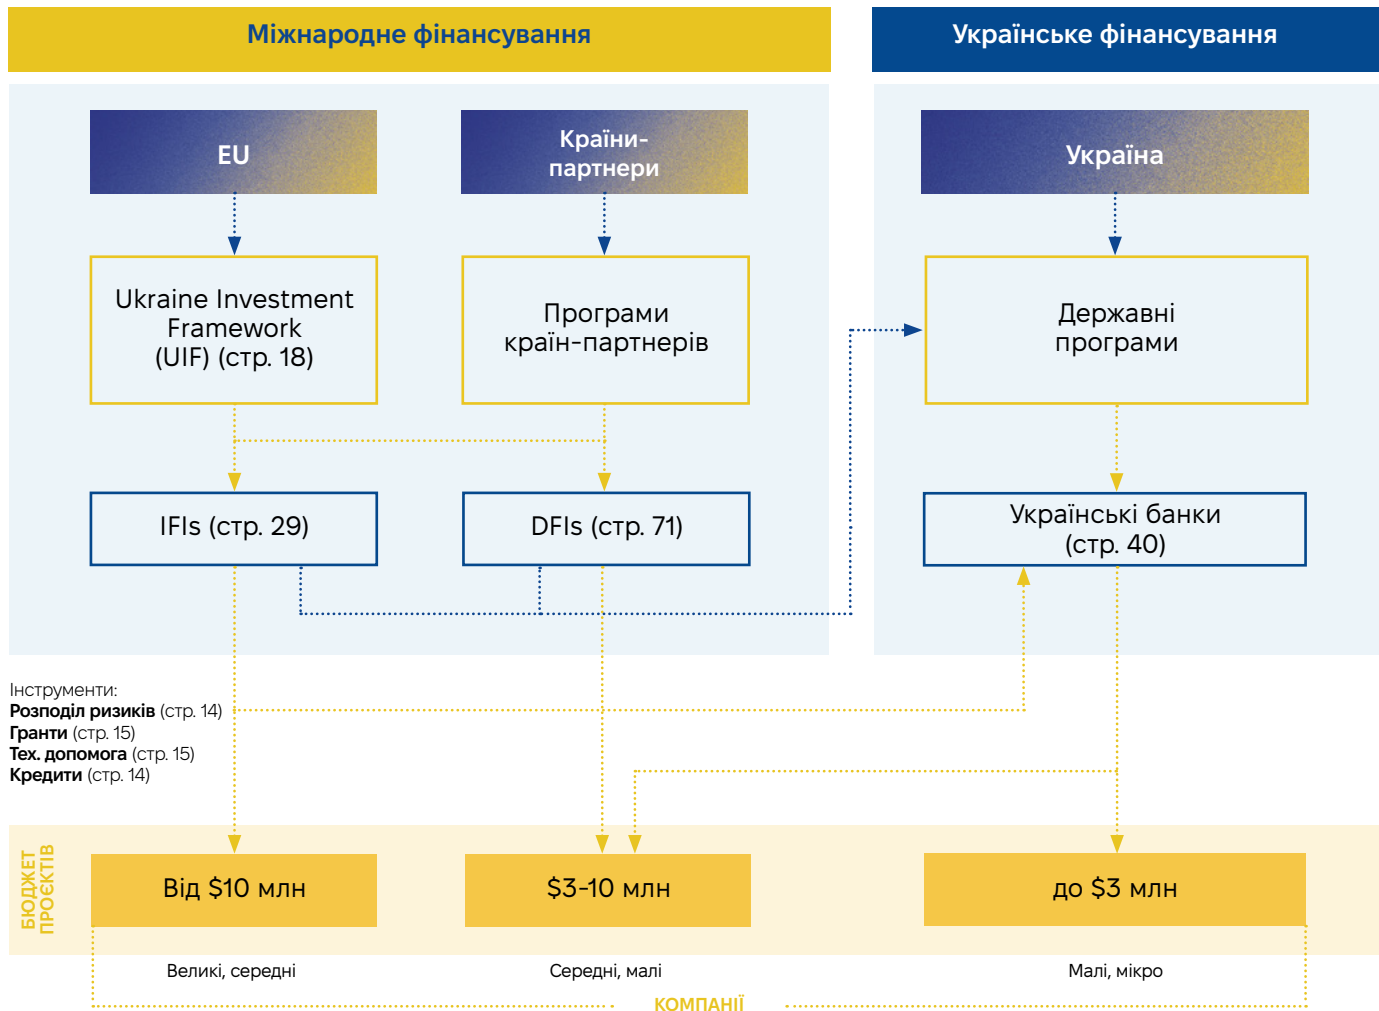 Міжнародне фінансування
Українське фінансування
EU
Країни-
партнери
Україна
Ukraine Investment
Framework
(UIF) (стр. 18)
Програми
країн-партнерів
Державні
програми
IFIs (стр. 29)
DFIs (стр. 71)
Українські банки
(стр. 40)
Інструменти:
Розподіл ризиків (стр. 14)
Гранти (стр. 15)
Тех. допомога (стр. 15)
Кредити (стр. 14)
БЮДЖЕТ
ПРОЄКТІВ
Від $10 млн
$3-10 млн
до $3 млн
Великі, середні
Середні, малі
Малі, мікро
КОМПАНІЇ